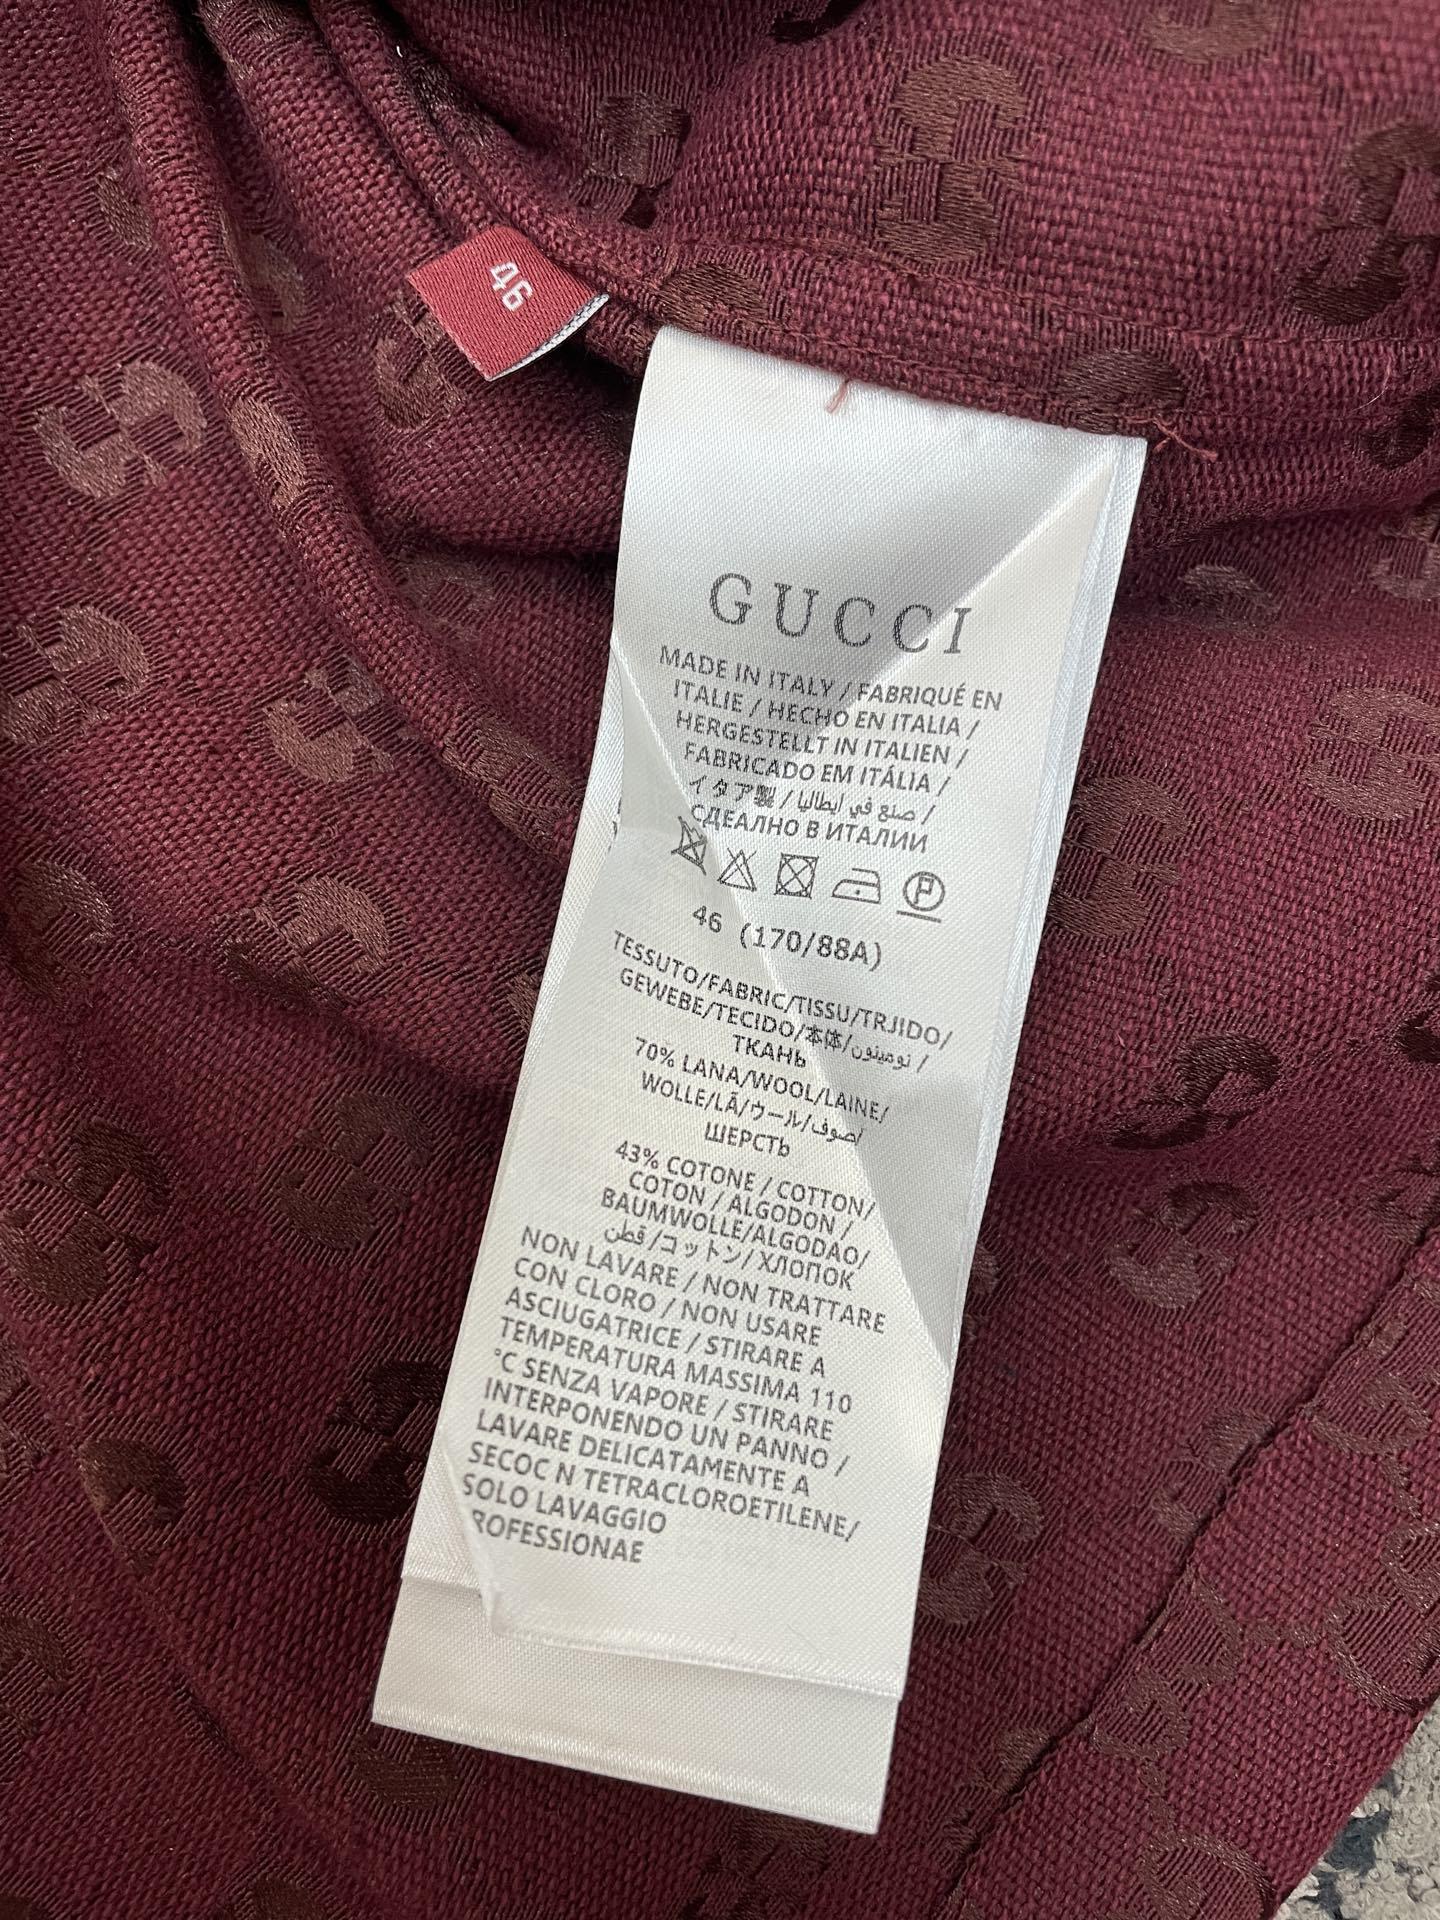 46
GUCCI
MADE IN ITALY / FABRIQUÉ EN
ITALIE / HECHO EN ITALIA /
HERGESTELLT IN ITALIEN /
FABRICADO EM ITÁLIA /
イタア製 / صنع في إيطاليا /
СДЕАЛНО В ИТАЛИИ
P
46 (170/88A)
TESSUTO/FABRIC/TISSU/TRJIDO/
GEWEBE/TECIDO/本体/نومينون /
ТКАНЬ
70% LANA/WOOL/LAINE/
WOLLE/LÃ/ウール/صوف/
ШЕРСТЬ
43% COTONE / COTTON/
COTON / ALGODON /
BAUMWOLLE/ALGODAO/
قطن/コットン/ХЛОПОК
NON LAVARE / NON TRATTARE
CON CLORO / NON USARE
ASCIUGATRICE / STIRARE A
TEMPERATURA MASSIMA 110
°C SENZA VAPORE / STIRARE
INTERPONENDO UN PANNO /
LAVARE DELICATAMENTE A
SECOC N TETRACLOROETILENE/
SOLO LAVAGGIO
ROFESSIONAE